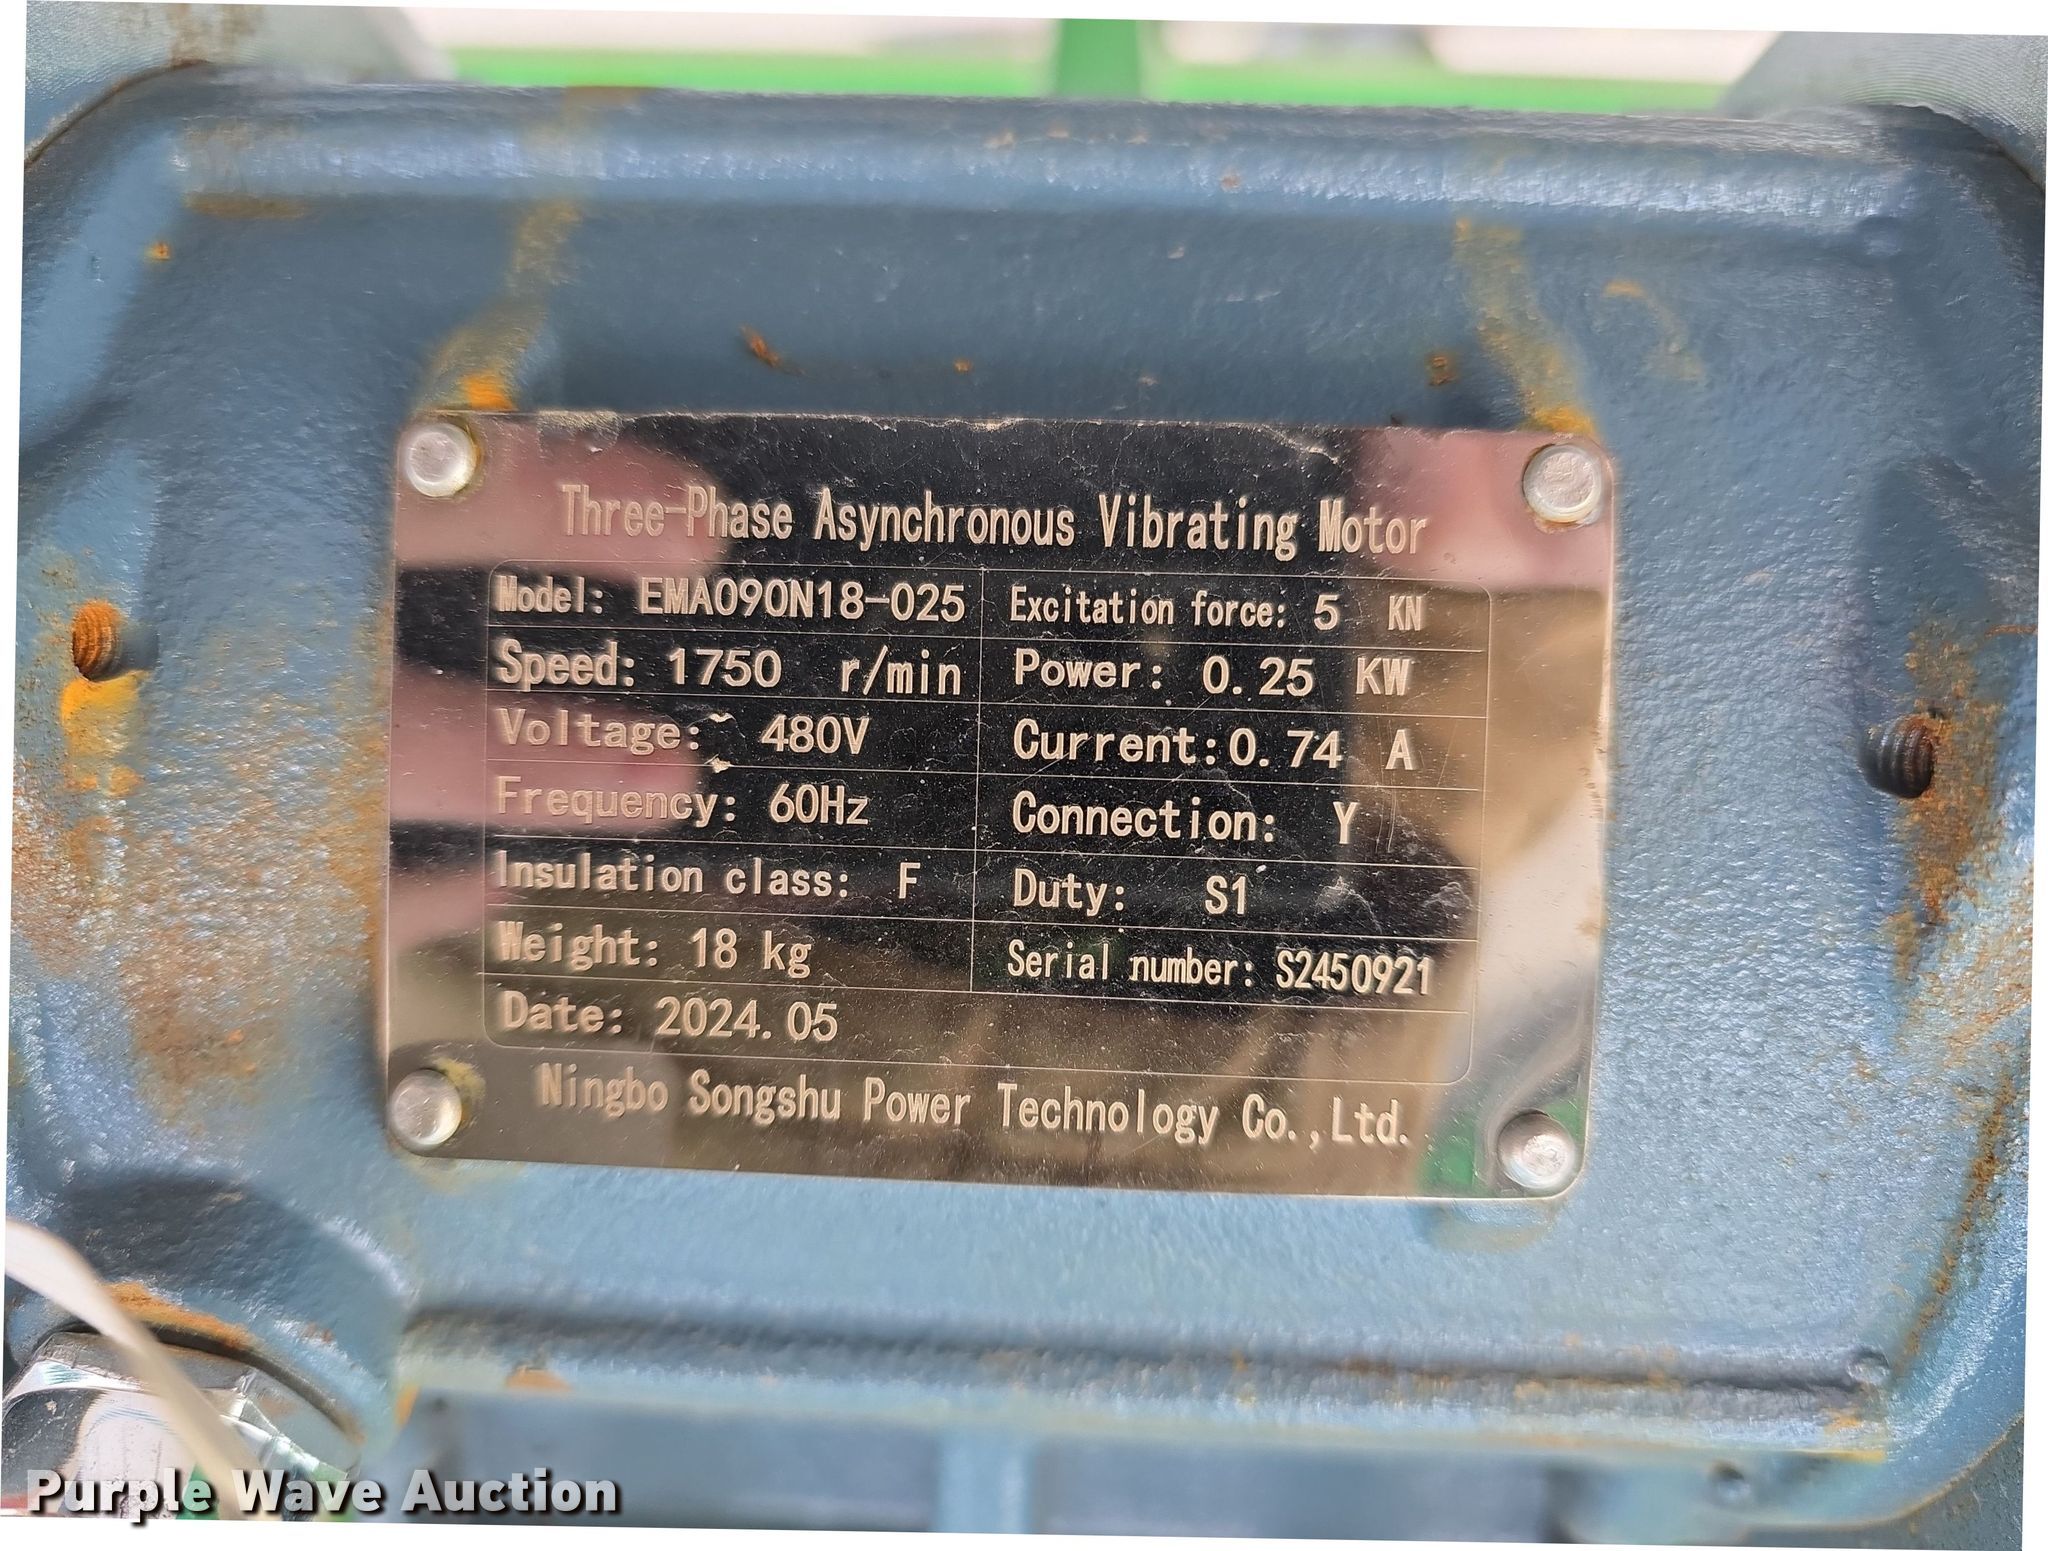 Three-Phase Asynchronous Vibrating Motor
Model: EMA090N18-025 Excitation force: 5 KN
Speed: 1750 r/min Power: 0.25 KW
Voltage: 480V Current: 0.74 A
Frequency: 60Hz Connection: Y
Insulation class: F Duty: S1
Weight: 18 kg Serial number: S2450921
Date: 2024.05
Ningbo Songshu Power Technology Co.,Ltd.
Purple Wave Auction